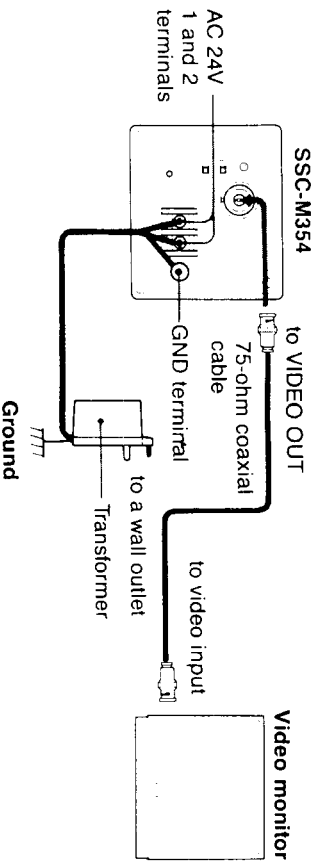 SSC-M354
AC 24V
1 and 2
terminals
to VIDEO OUT
75-ohm coaxial
cable
GND terminal
to a wall outlet
Transformer
Ground
to video input
Video monitor